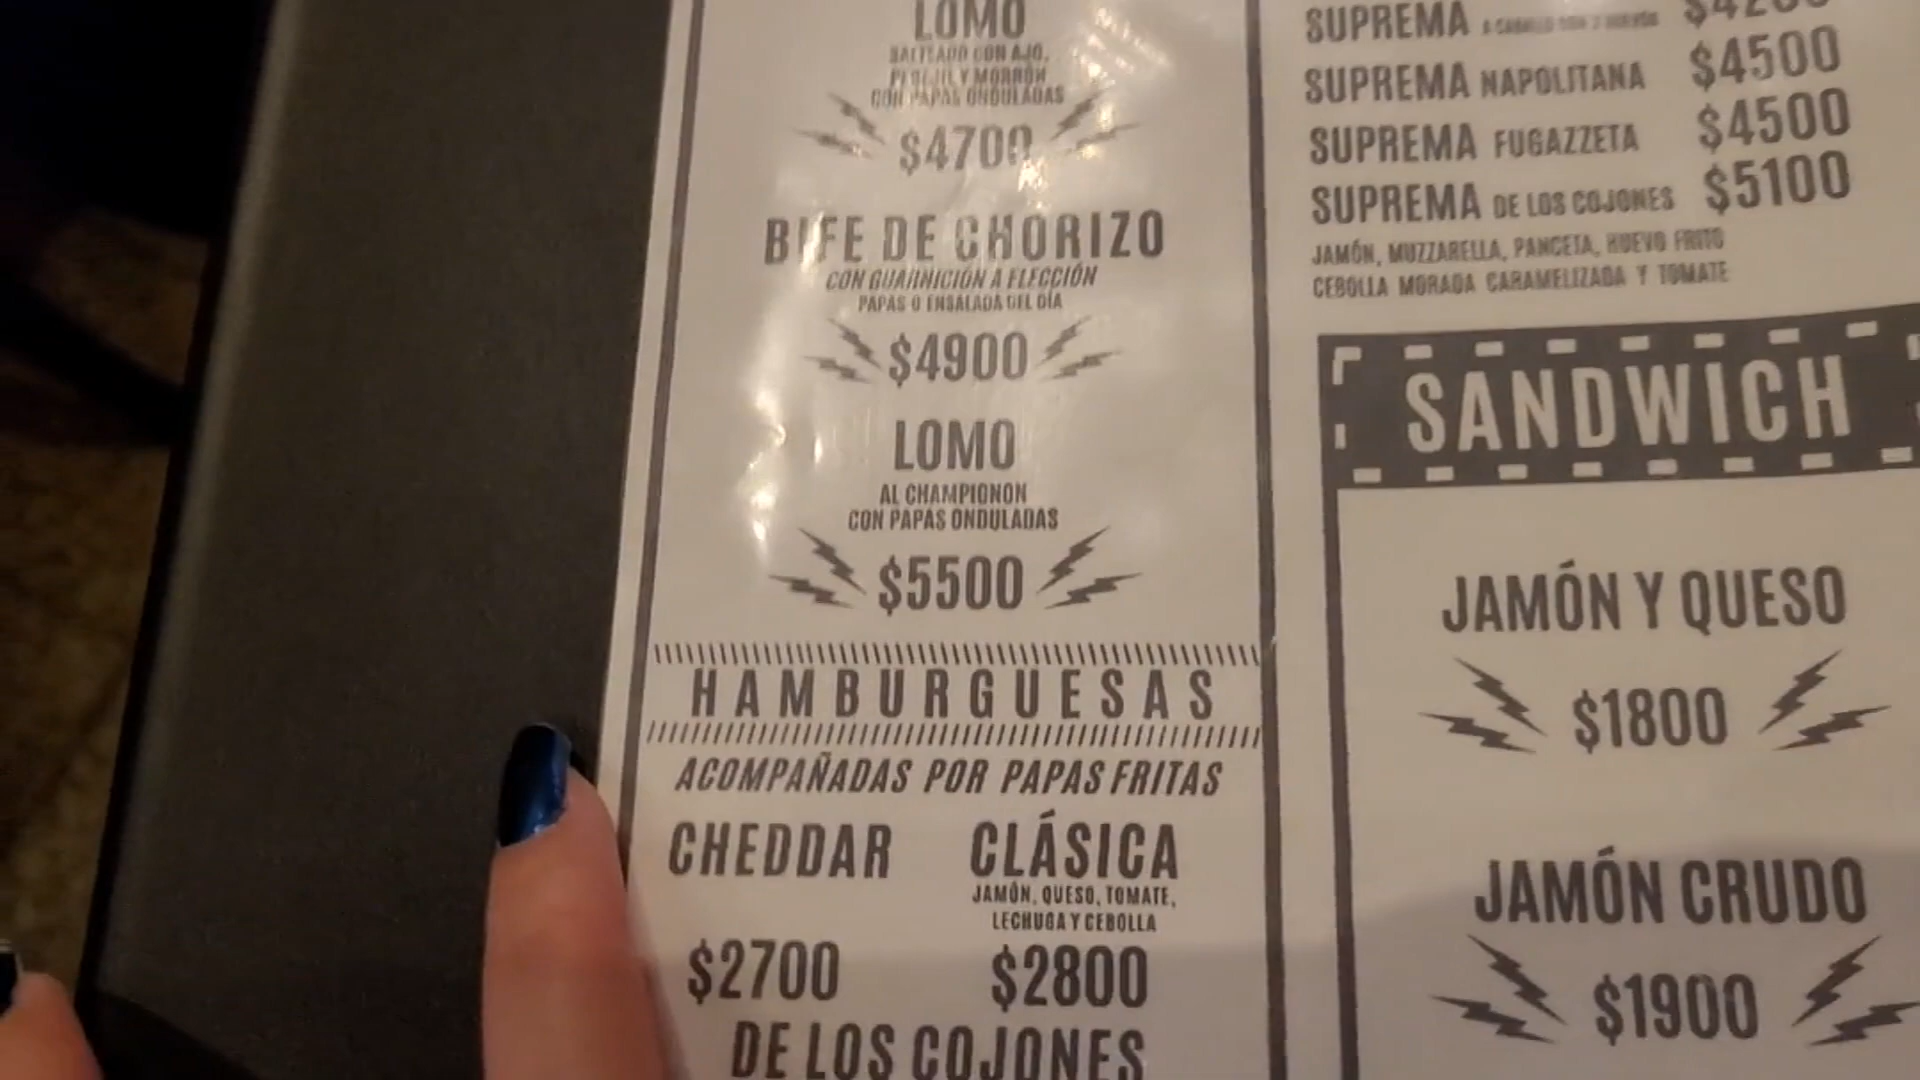 LOMO
SALTEADO CON AJO,
PEREJIL Y MORRÓN
CON PAPAS ONDULADAS
$4700
BIFE DE CHORIZO
CON GUARNICIÓN A ELECCIÓN
PAPAS O ENSALADA DEL DÍA
$4900
LOMO
AL CHAMPIONON
CON PAPAS ONDULADAS
$5500
HAMBURGUESAS
ACOMPAÑADAS POR PAPAS FRITAS
CHEDDAR
$2700
CLÁSICA
JAMÓN, QUESO, TOMATE,
LECHUGA Y CEBOLLA
$2800
DE LOS COJONES
SUPREMA
SUPREMA NAPOLITANA $4500
SUPREMA FUGAZZETA $4500
SUPREMA DE LOS COJONES $5100
JAMÓN, MUZZARELLA, PANCETA, HUEVO FRITO
CEBOLLA MORADA CARAMELIZADA Y TOMATE
SANDWICH
JAMÓN Y QUESO
$1800
JAMÓN CRUDO
$1900